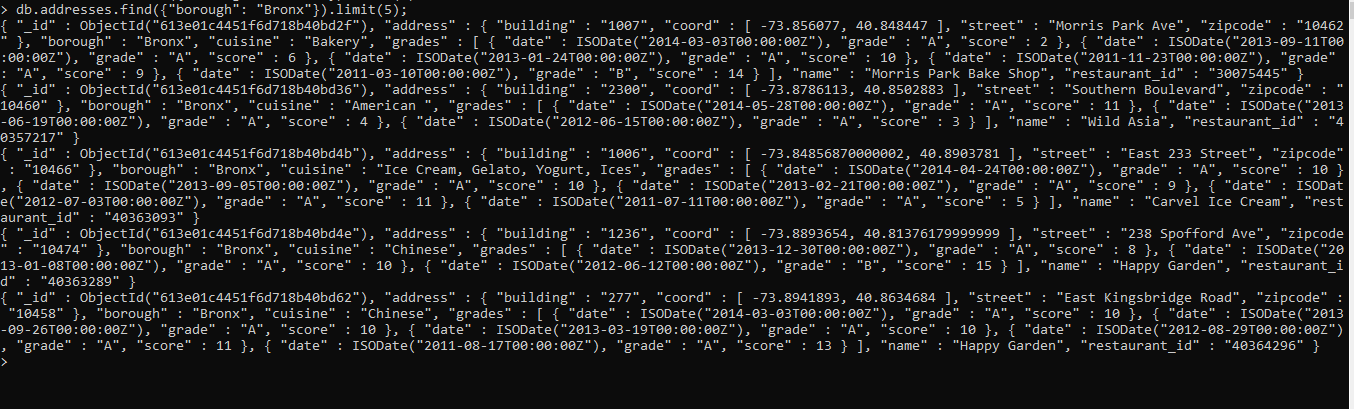 > db.addresses.find({"borough": "Bronx"}).limit(5);
{ "_id" : ObjectId("613e01c4451f6d718b40bd2f"), "address" : { "building" : "1007", "coord" : [ -73.856077, 40.848447 ], "street" : "Morris Park Ave", "zipcode" : "10462
" }, "borough" : "Bronx", "cuisine" : "Bakery", "grades" : [ { "date" : ISODate("2014-03-03T00:00:00Z"), "grade" : "A", "score" : 2 }, { "date" : ISODate("2013-09-11T00
:00:00Z"), "grade" : "A", "score" : 6 }, { "date" : ISODate("2013-01-24T00:00:00Z"), "grade" : "A", "score" : 10 }, { "date" : ISODate("2011-11-23T00:00:00Z"), "grade"
: "A", "score" : 9 }, { "date" : ISODate("2011-03-10T00:00:00Z"), "grade" : "B", "score" : 14 } ], "name" : "Morris Park Bake Shop", "restaurant_id" : "30075445" }
{ "_id" : ObjectId("613e01c4451f6d718b40bd36"), "address" : { "building" : "2300", "coord" : [ -73.8786113, 40.8502883 ], "street" : "Southern Boulevard", "zipcode" : "
10460" }, "borough" : "Bronx", "cuisine" : "American ", "grades" : [ { "date" : ISODate("2014-05-28T00:00:00Z"), "grade" : "A", "score" : 11 }, { "date" : ISODate("2013
-06-19T00:00:00Z"), "grade" : "A", "score" : 4 }, { "date" : ISODate("2012-06-15T00:00:00Z"), "grade" : "A", "score" : 3 } ], "name" : "Wild Asia", "restaurant_id" : "4
0357217" }
{ "_id" : ObjectId("613e01c4451f6d718b40bd4b"), "address" : { "building" : "1006", "coord" : [ -73.84856870000002, 40.8903781 ], "street" : "East 233 Street", "zipcode"
 : "10466" }, "borough" : "Bronx", "cuisine" : "Ice Cream, Gelato, Yogurt, Ices", "grades" : [ { "date" : ISODate("2014-04-24T00:00:00Z"), "grade" : "A", "score" : 10 }
, { "date" : ISODate("2013-09-05T00:00:00Z"), "grade" : "A", "score" : 10 }, { "date" : ISODate("2013-02-21T00:00:00Z"), "grade" : "A", "score" : 9 }, { "date" : ISODat
e("2012-07-03T00:00:00Z"), "grade" : "A", "score" : 11 }, { "date" : ISODate("2011-07-11T00:00:00Z"), "grade" : "A", "score" : 5 } ], "name" : "Carvel Ice Cream", "rest
aurant_id" : "40363093" }
{ "_id" : ObjectId("613e01c4451f6d718b40bd4e"), "address" : { "building" : "1236", "coord" : [ -73.8893654, 40.81376179999999 ], "street" : "238 Spofford Ave", "zipcode
" : "10474" }, "borough" : "Bronx", "cuisine" : "Chinese", "grades" : [ { "date" : ISODate("2013-12-30T00:00:00Z"), "grade" : "A", "score" : 8 }, { "date" : ISODate("20
13-01-08T00:00:00Z"), "grade" : "A", "score" : 10 }, { "date" : ISODate("2012-06-12T00:00:00Z"), "grade" : "B", "score" : 15 } ], "name" : "Happy Garden", "restaurant_i
d" : "40363289" }
{ "_id" : ObjectId("613e01c4451f6d718b40bd62"), "address" : { "building" : "277", "coord" : [ -73.8941893, 40.8634684 ], "street" : "East Kingsbridge Road", "zipcode" :
 "10458" }, "borough" : "Bronx", "cuisine" : "Chinese", "grades" : [ { "date" : ISODate("2014-03-03T00:00:00Z"), "grade" : "A", "score" : 10 }, { "date" : ISODate("2013
-09-26T00:00:00Z"), "grade" : "A", "score" : 10 }, { "date" : ISODate("2013-03-19T00:00:00Z"), "grade" : "A", "score" : 10 }, { "date" : ISODate("2012-08-29T00:00:00Z")
, "grade" : "A", "score" : 11 }, { "date" : ISODate("2011-08-17T00:00:00Z"), "grade" : "A", "score" : 13 } ], "name" : "Happy Garden", "restaurant_id" : "40364296" }
>